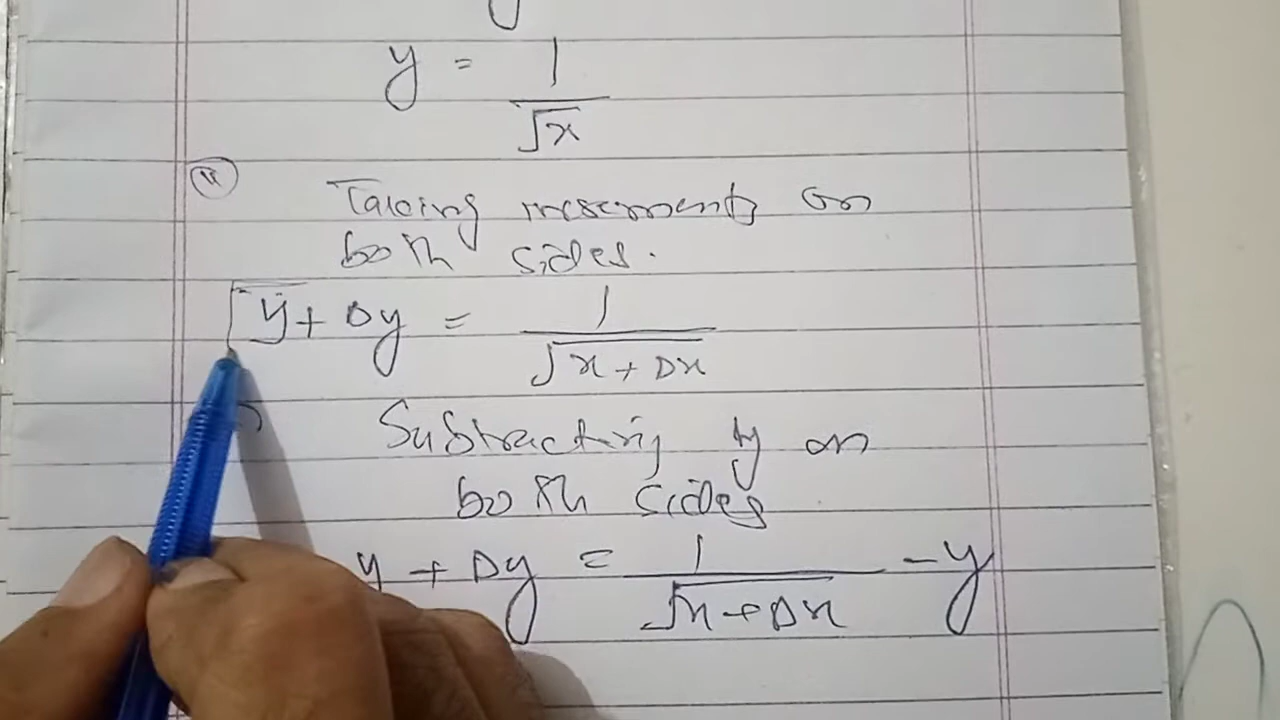 y = 1/√x
Taking increments on
both sides.
y + Δy = 1/√x + Δx
Subtracting y on
both sides
y + Δy = 1/√x + Δx - y